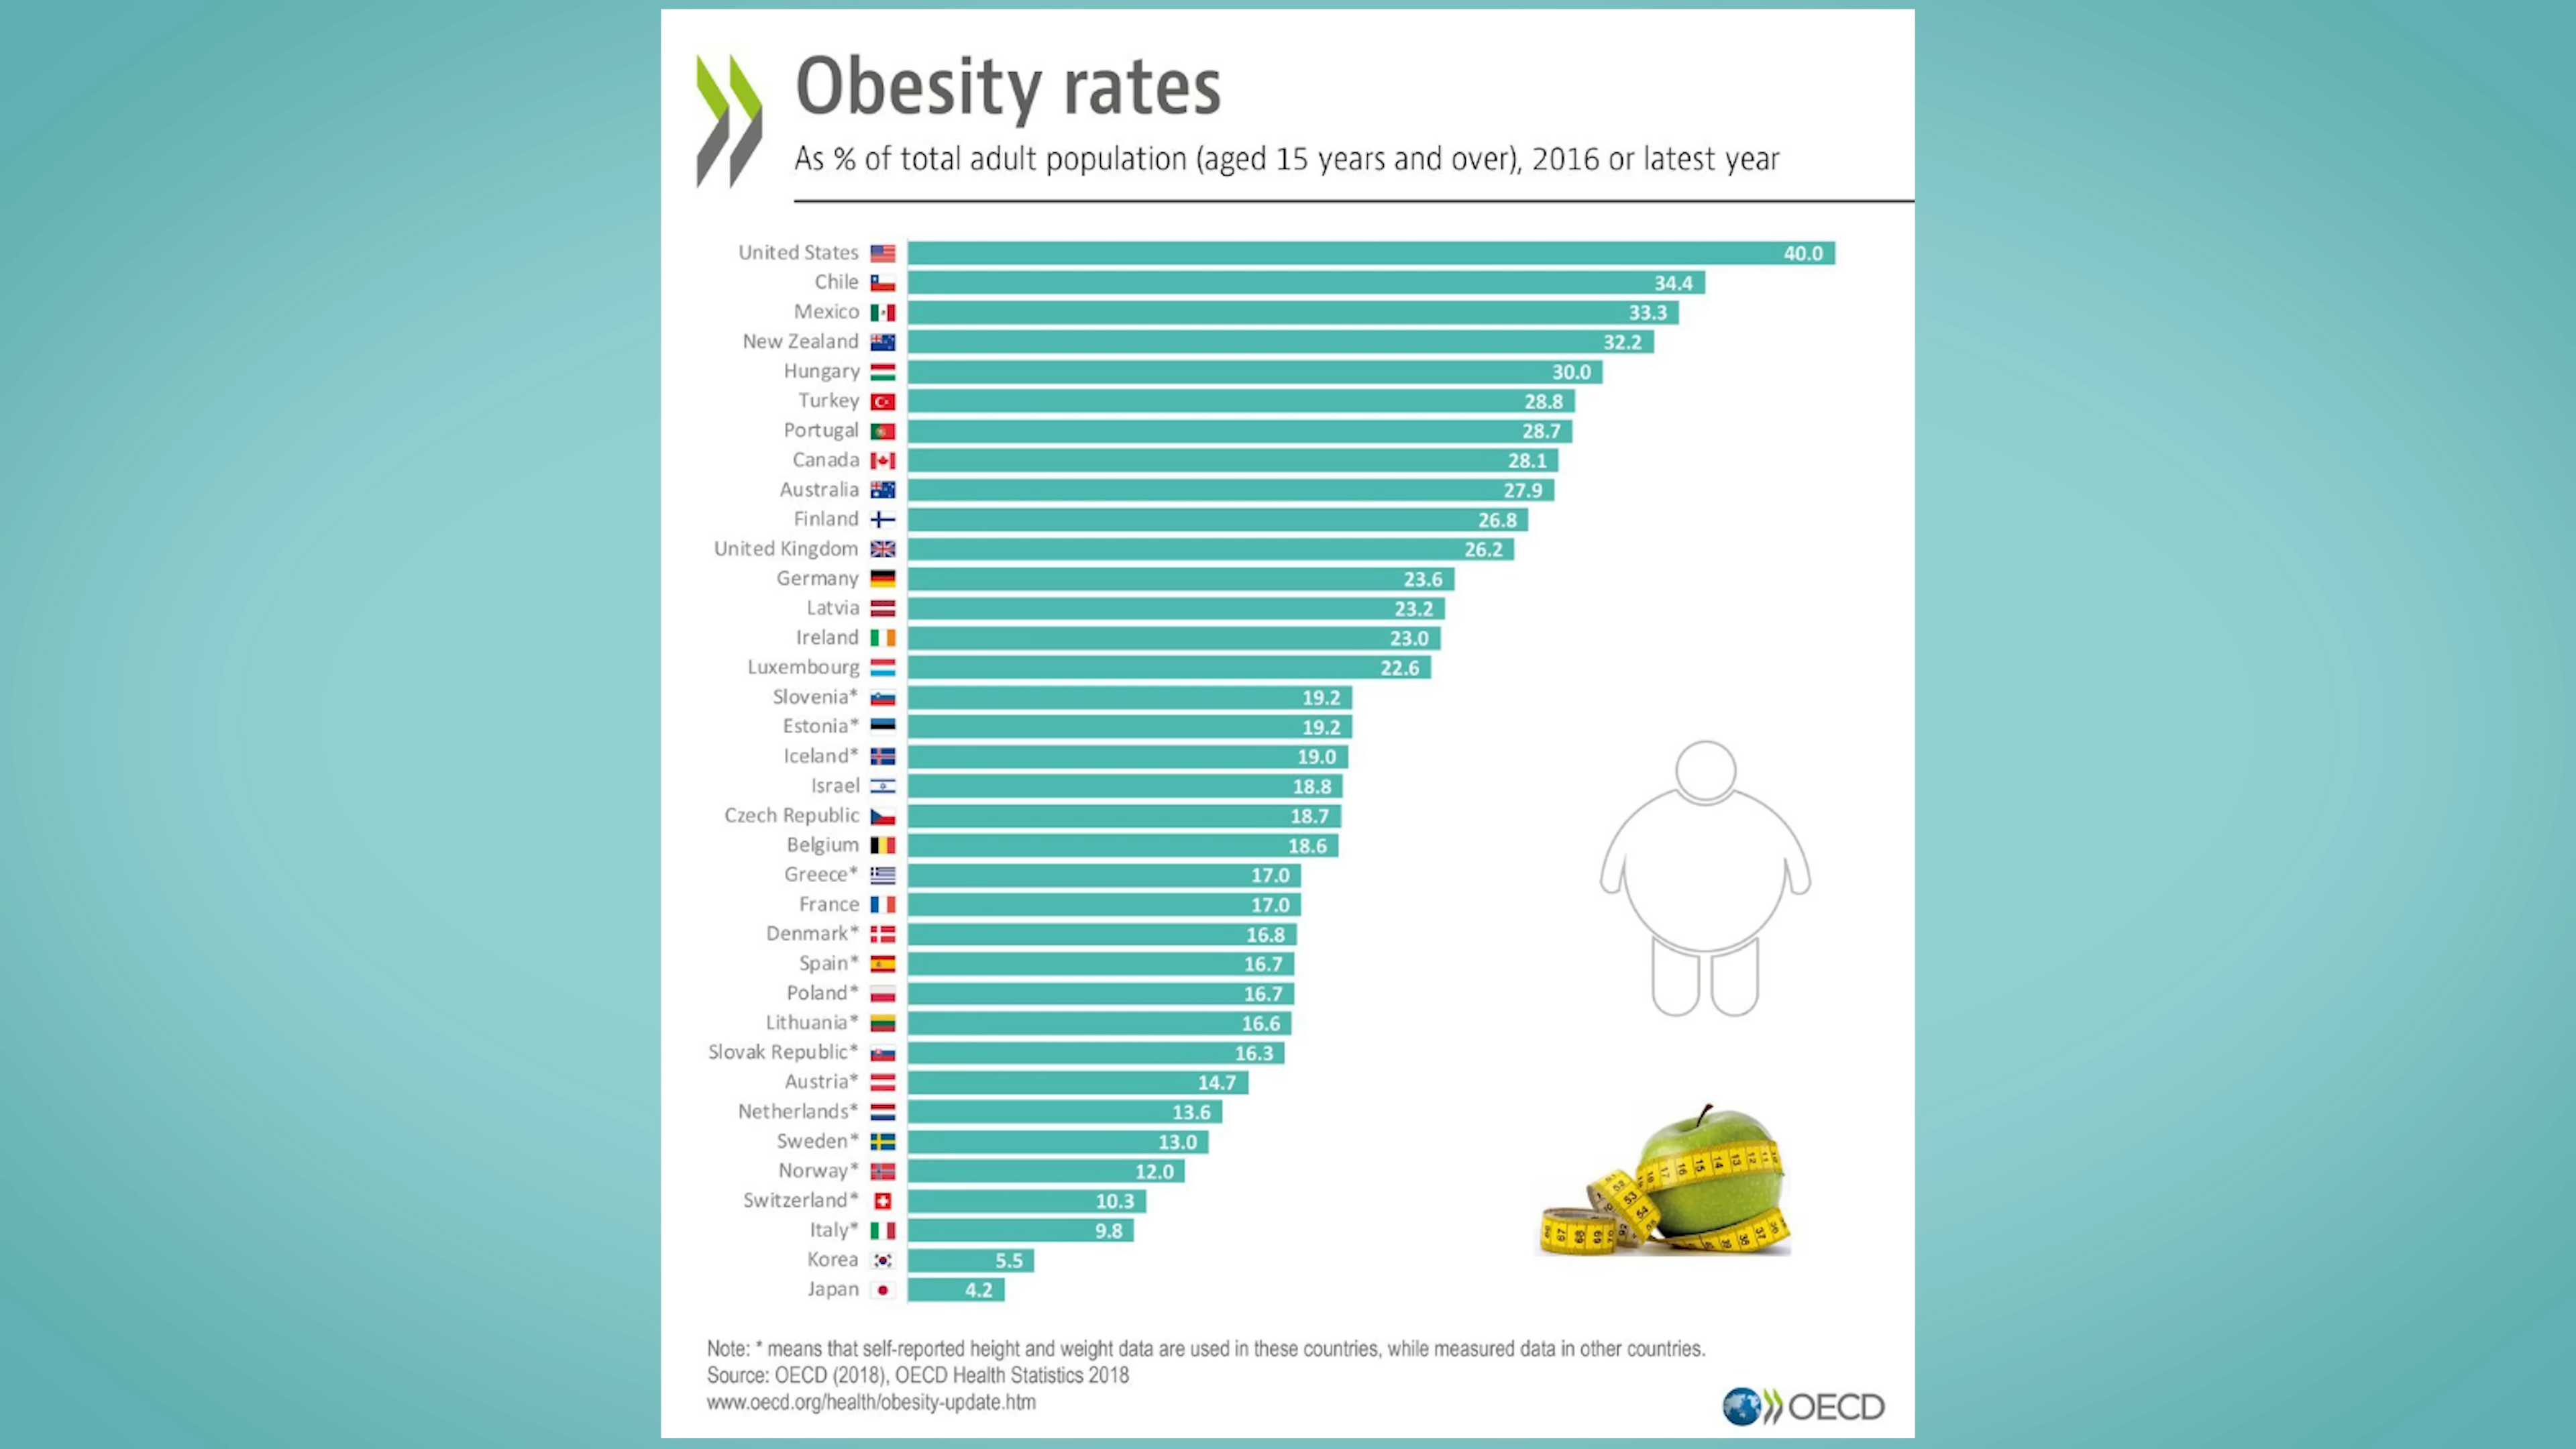 Obesity rates
As % of total adult population (aged 15 years and over), 2016 or latest year
United States 40.0
Chile 34.4
Mexico 33.3
New Zealand 32.2
Hungary 30.0
Turkey 28.8
Portugal 28.7
Canada 28.1
Australia 27.9
Finland 26.8
United Kingdom 26.2
Germany 23.6
Latvia 23.2
Ireland 23.0
Luxembourg 22.6
Slovenia* 19.2
Estonia* 19.2
Iceland* 19.0
Israel 18.8
Czech Republic 18.7
Belgium 18.6
Greece* 17.0
France 17.0
Denmark* 16.8
Spain* 16.7
Poland* 16.7
Lithuania* 16.6
Slovak Republic* 16.3
Austria* 14.7
Netherlands* 13.6
Sweden* 13.0
Norway* 12.0
Switzerland* 10.3
Italy* 9.8
Korea 5.5
Japan 4.2
Note: * means that self-reported height and weight data are used in these countries, while measured data in other countries.
Source: OECD (2018), OECD Health Statistics 2018
www.oecd.org/health/obesity-update.htm
OECD